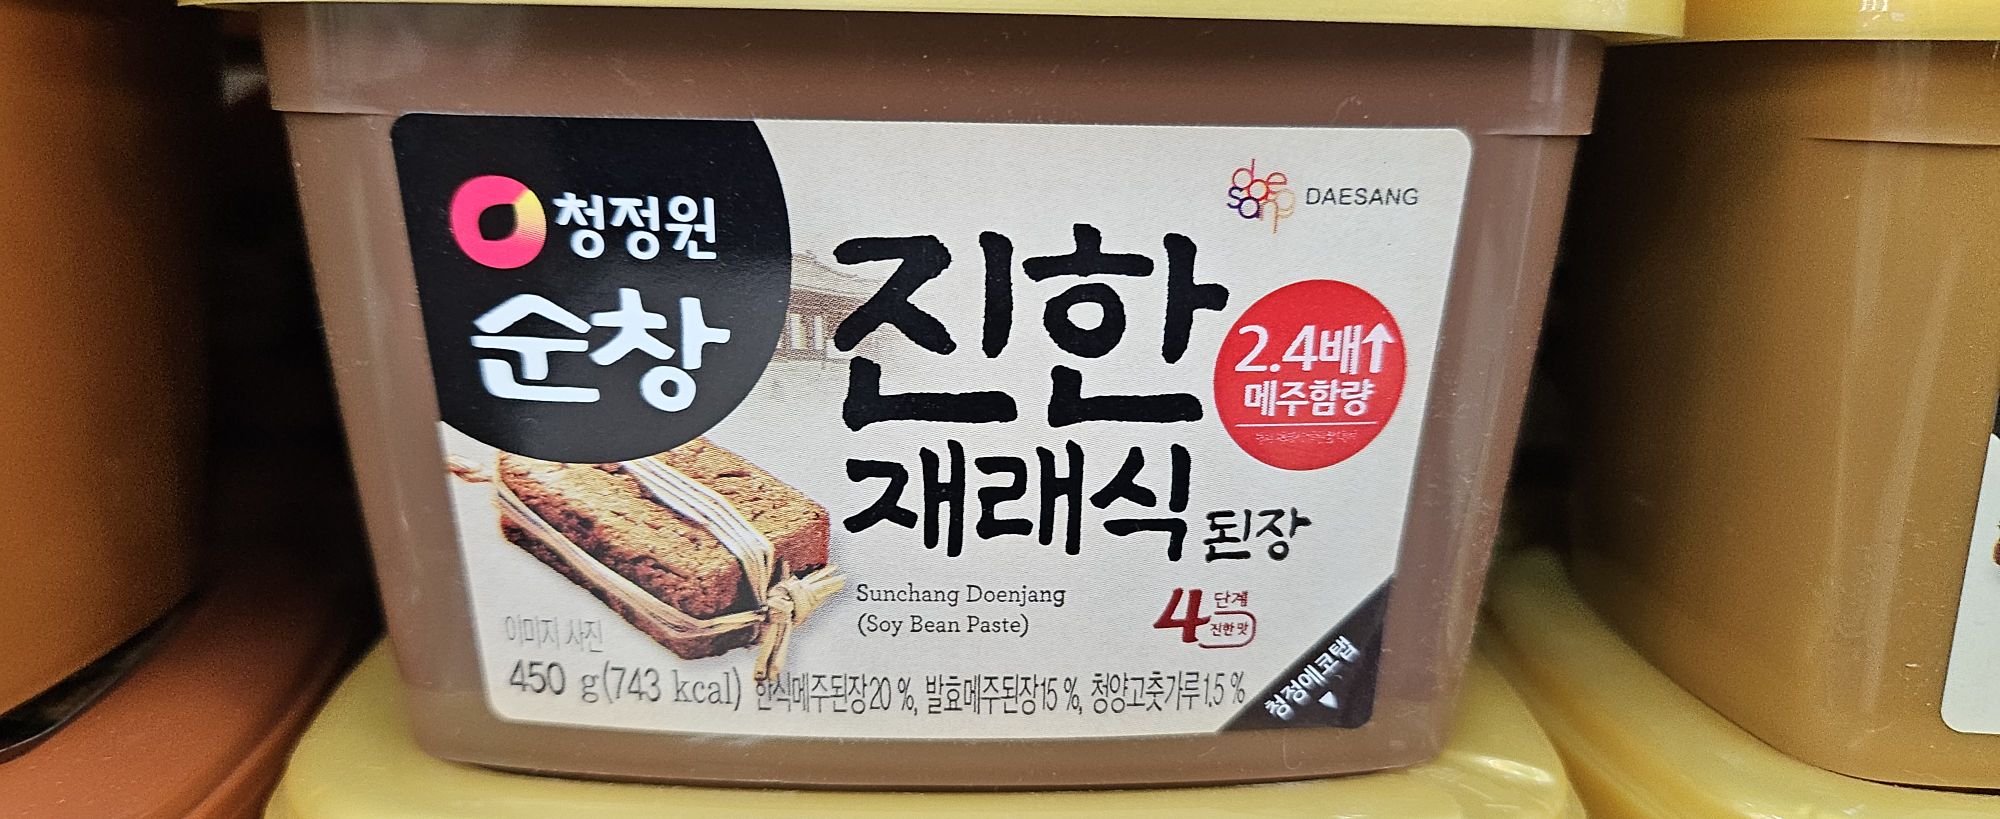 청정원
순창
daesang DAESANG
진한
재래식 된장
2.4배↑
메주함량
Sunchang Doenjang
(Soy Bean Paste)
4단계
진한맛
이미지 사진
450 g(743 kcal) 한식메주된장20 %, 발효메주된장15 %, 청양고춧가루1.5 %
청정에코탭